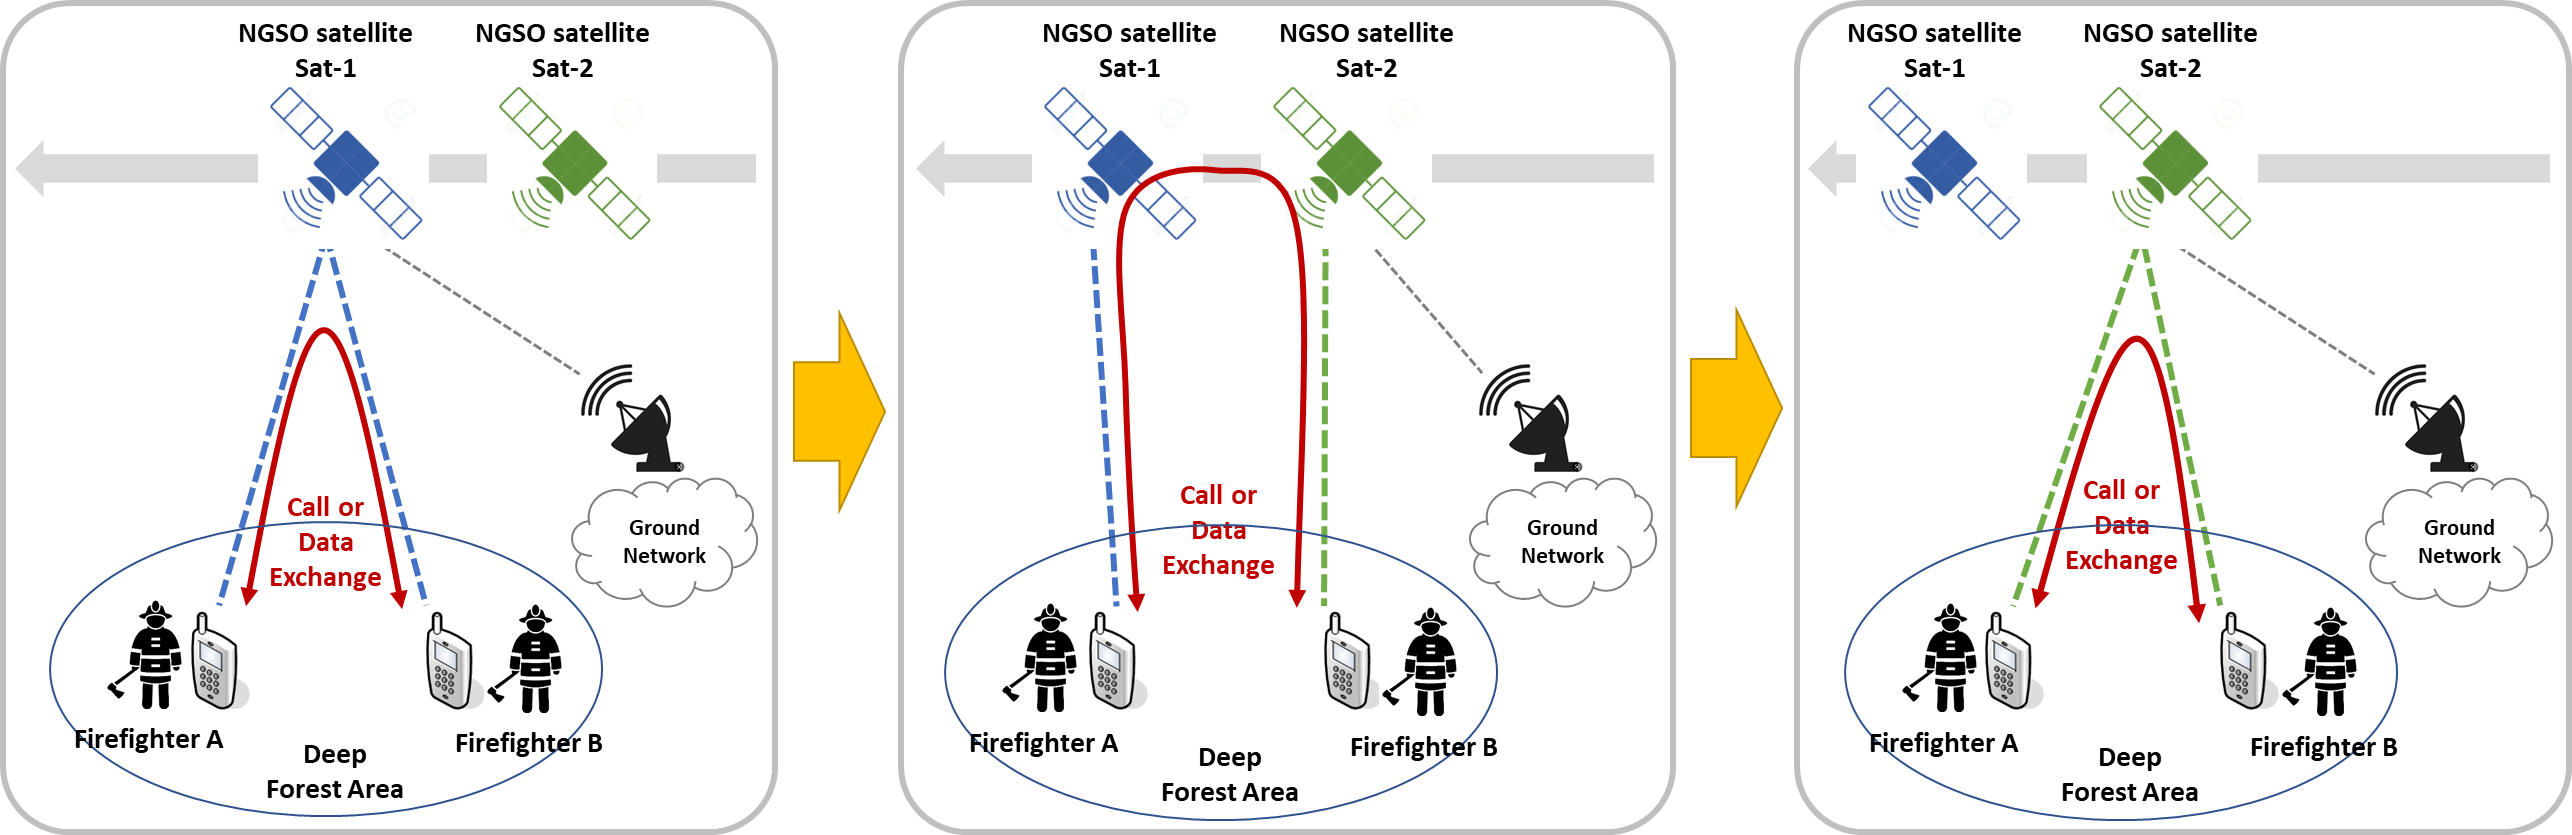 NGSO satellite
Sat-1
NGSO satellite
Sat-2
Call or
Data
Exchange
Ground
Network
Firefighter A
Firefighter B
Deep
Forest Area
NGSO satellite
Sat-1
NGSO satellite
Sat-2
Call or
Data
Exchange
Ground
Network
Firefighter A
Firefighter B
Deep
Forest Area
NGSO satellite
Sat-1
NGSO satellite
Sat-2
Call or
Data
Exchange
Ground
Network
Firefighter A
Firefighter B
Deep
Forest Area